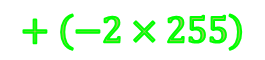 + (−2 × 255)